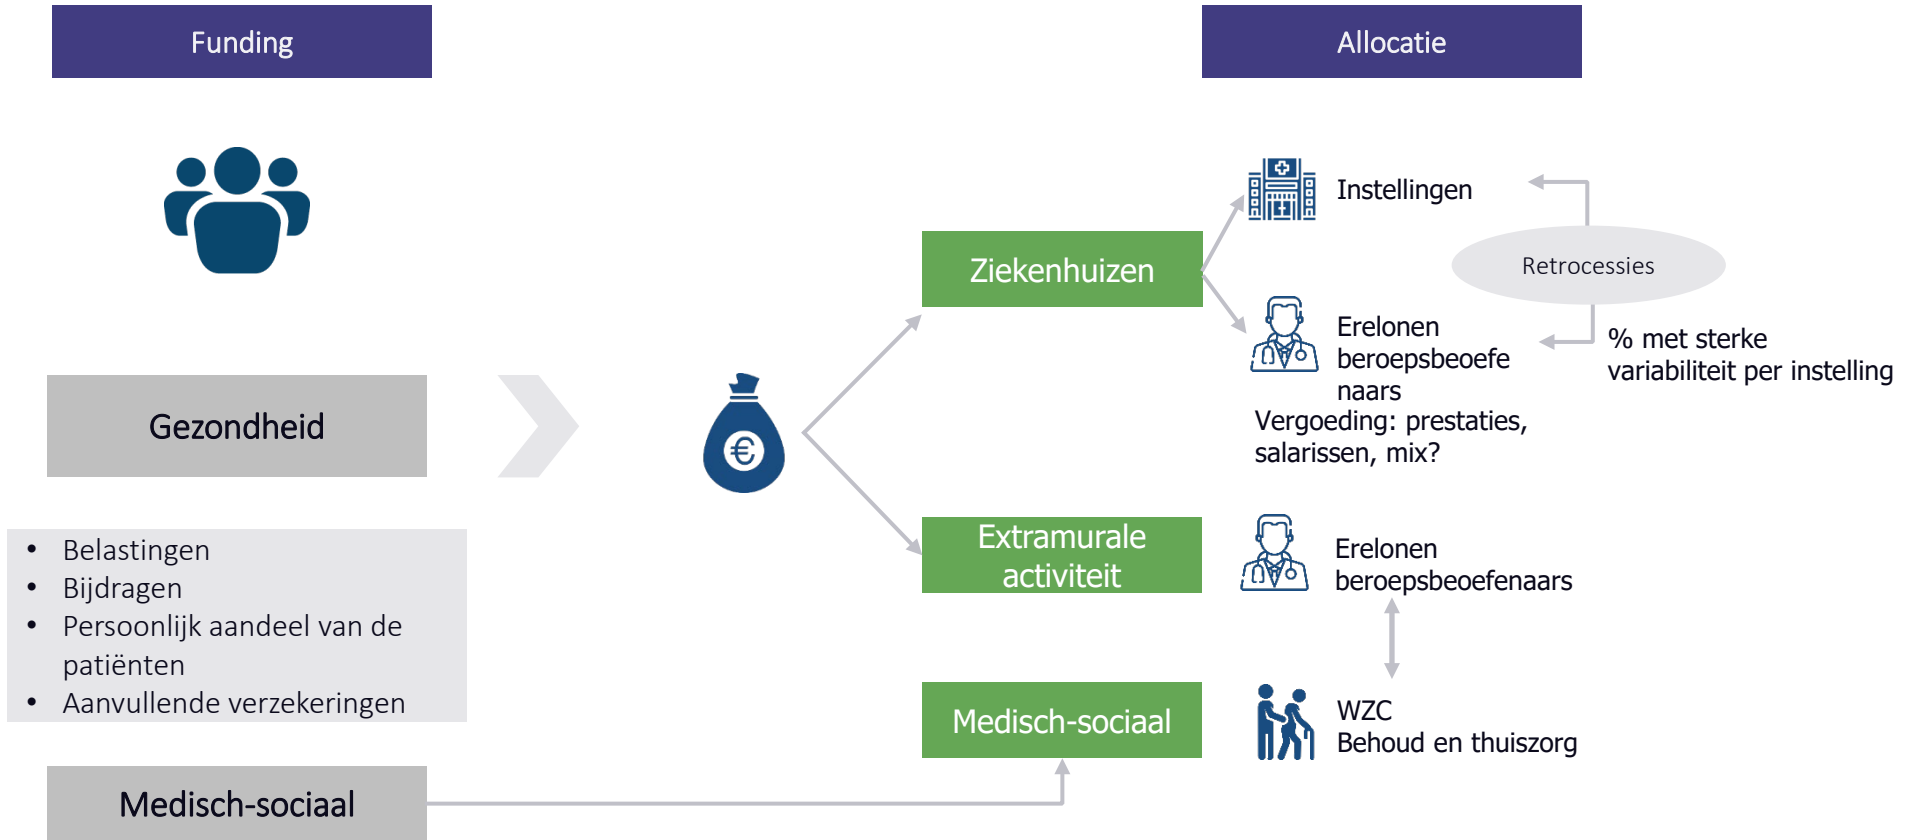 Funding
Allocatie
Gezondheid
• Belastingen
• Bijdragen
• Persoonlijk aandeel van de
patiënten
• Aanvullende verzekeringen
Medisch-sociaal
€
Ziekenhuizen
Instellingen
Retrocessies
Erelonen
beroepsbeoefe
naars
% met sterke
variabiliteit per instelling
Vergoeding: prestaties,
salarissen, mix?
Extramurale
activiteit
Erelonen
beroepsbeoefenaars
Medisch-sociaal
WZC
Behoud en thuiszorg